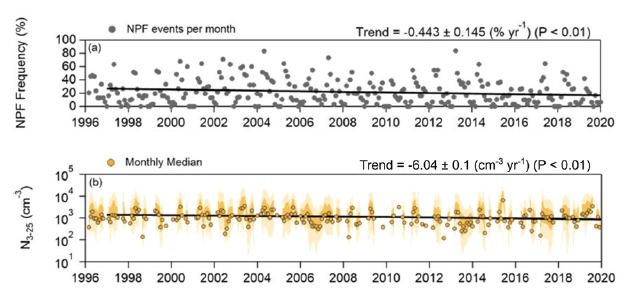 NPF events per month
Trend = -0.443 ± 0.145 (% yr⁻¹) (P < 0.01)
NPF Frequency (%)
100
80
60
40
20
0
(a)
1996 1998 2000 2002 2004 2006 2008 2010 2012 2014 2016 2018 2020
Monthly Median
Trend = -6.04 ± 0.1 (cm⁻³ yr⁻¹) (P < 0.01)
N₃₋₂₅ (cm⁻³)
10⁵
10⁴
10³
10²
10¹
(b)
1996 1998 2000 2002 2004 2006 2008 2010 2012 2014 2016 2018 2020